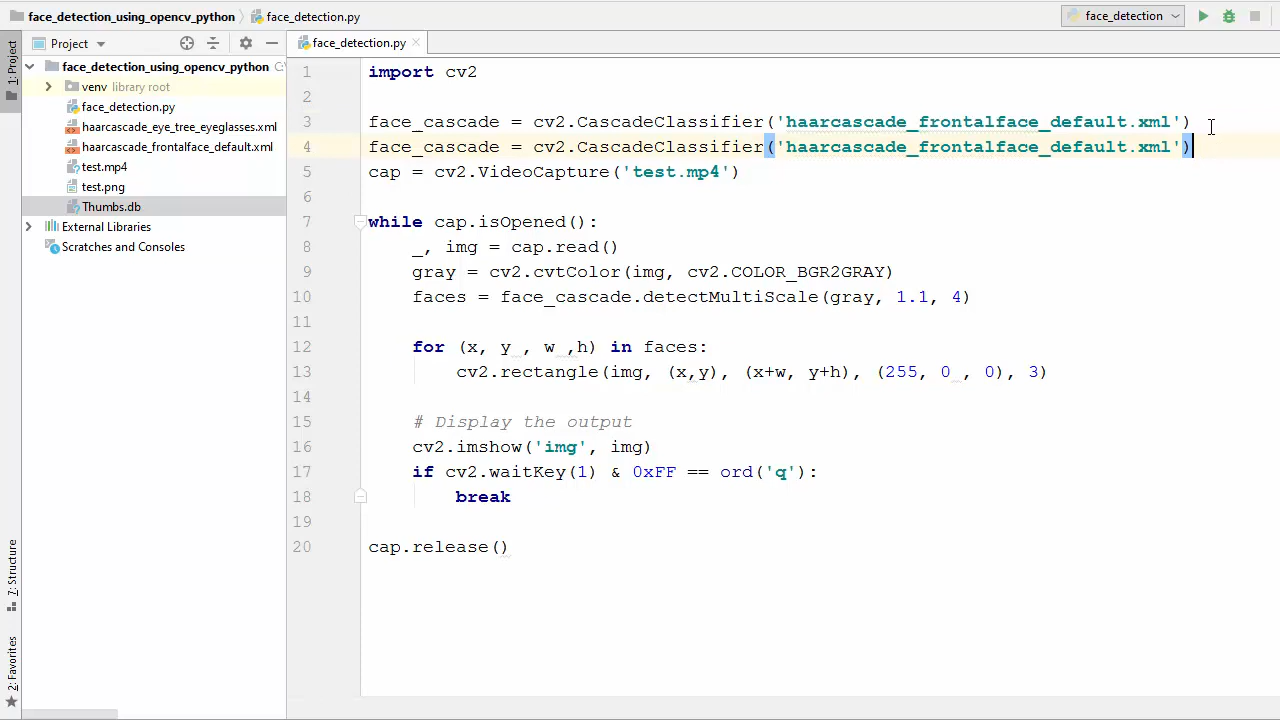 face_detection_using_opencv_python face_detection.py face_detection
1: Project
Project
face_detection.py
face_detection_using_opencv_python
venv library root
face_detection.py
haarcascade_eye_tree_eyeglasses.xml
haarcascade_frontalface_default.xml
test.mp4
test.png
Thumbs.db
External Libraries
Scratches and Consoles
7: Structure
2: Favorites
1 import cv2
2
3 face_cascade = cv2.CascadeClassifier('haarcascade_frontalface_default.xml')
4 face_cascade = cv2.CascadeClassifier('haarcascade_frontalface_default.xml')
5 cap = cv2.VideoCapture('test.mp4')
6
7 while cap.isOpened():
8 _, img = cap.read()
9 gray = cv2.cvtColor(img, cv2.COLOR_BGR2GRAY)
10 faces = face_cascade.detectMultiScale(gray, 1.1, 4)
11
12 for (x, y , w ,h) in faces:
13 cv2.rectangle(img, (x,y), (x+w, y+h), (255, 0 , 0), 3)
14
15 # Display the output
16 cv2.imshow('img', img)
17 if cv2.waitKey(1) & 0xFF == ord('q'):
18 break
19
20 cap.release()